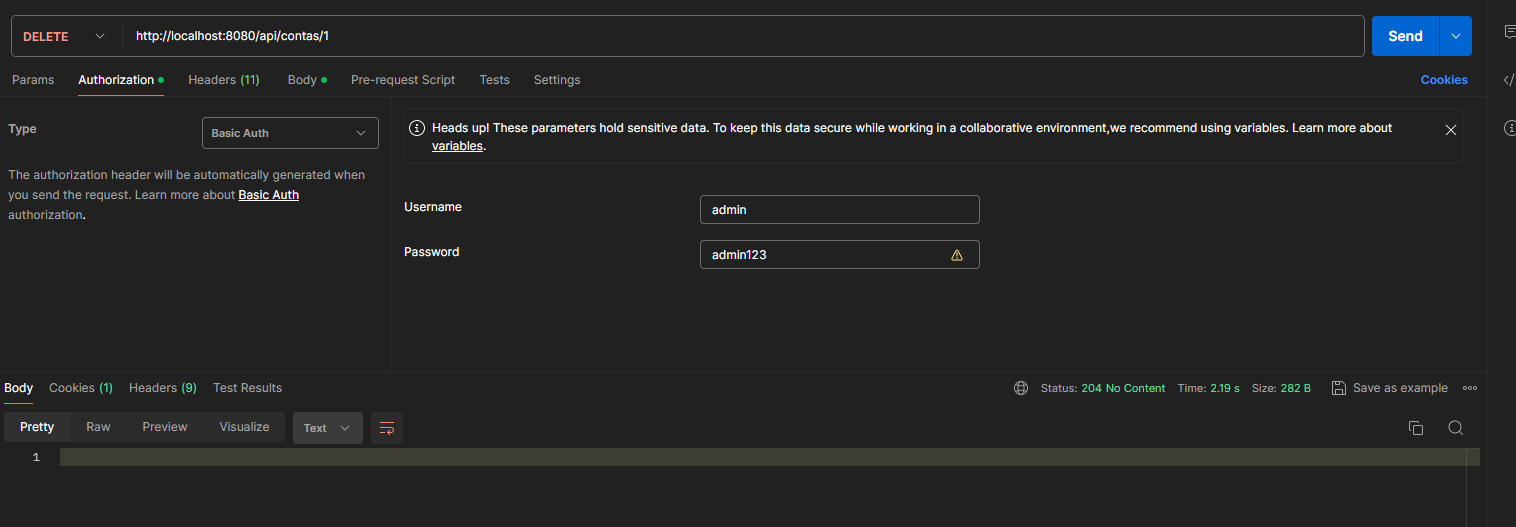 DELETE http://localhost:8080/api/contas/1 Send
Params Authorization Headers (11) Body Pre-request Script Tests Settings Cookies
Type Basic Auth
The authorization header will be automatically generated when
you send the request. Learn more about Basic Auth
authorization.
Heads up! These parameters hold sensitive data. To keep this data secure while working in a collaborative environment,we recommend using variables. Learn more about
variables.
Username admin
Password admin123
Body Cookies (1) Headers (9) Test Results Status: 204 No Content Time: 2.19 s Size: 282 B Save as example
Pretty Raw Preview Visualize Text
1